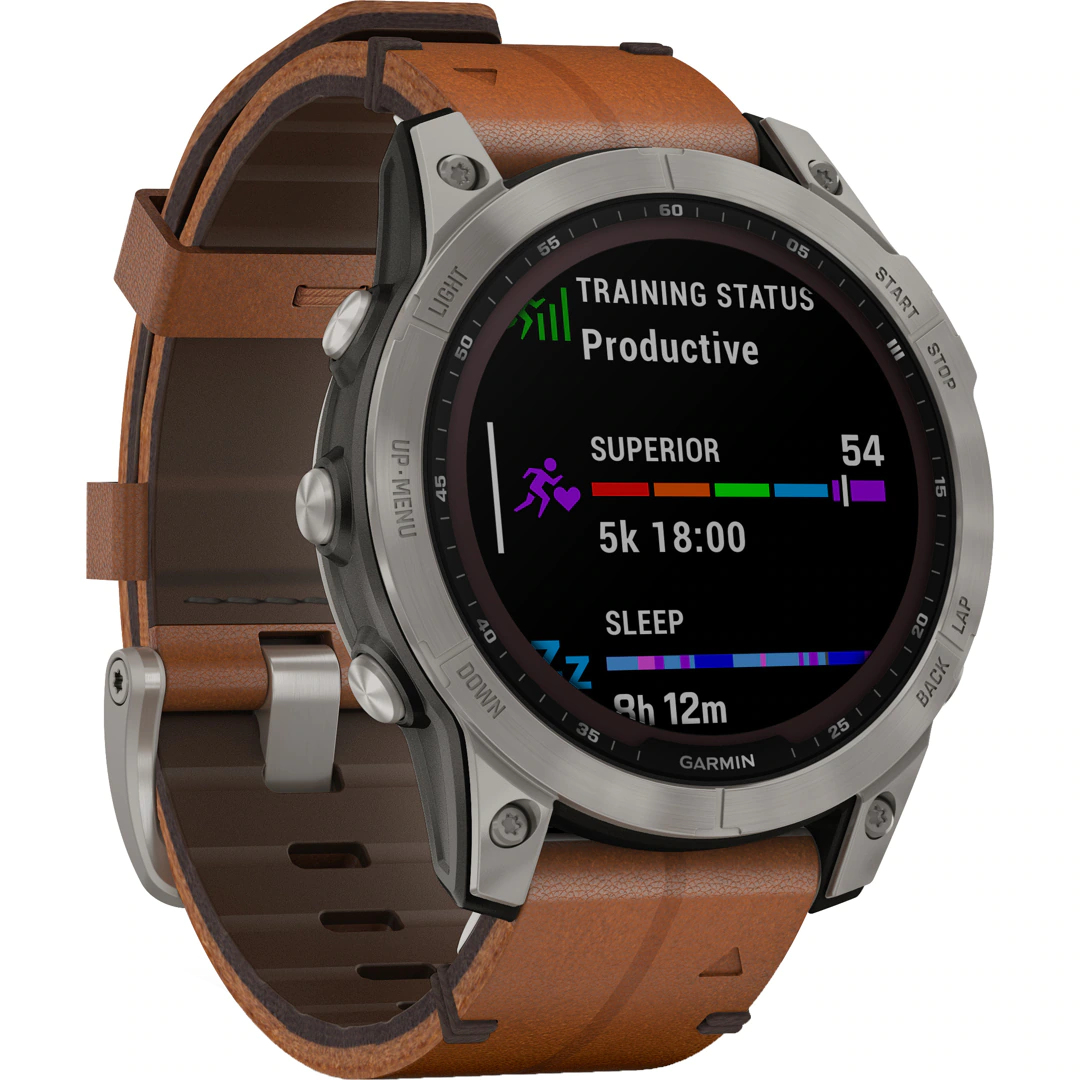 60
55
05
LIGHT
START
50
STOP
TRAINING STATUS
Productive
SUPERIOR
54
5k 18:00
UP·MENU
45
15
SLEEP
8h 12m
40
20
LAP
DOWN
BACK
35
25
GARMIN